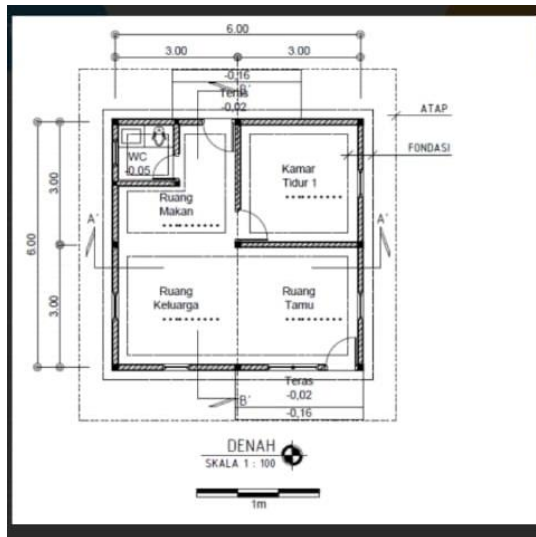 6.00
3.00
3.00
-0,16
B'
Teras
-0,02
ATAP
FONDASI
WC
-0.05
Kamar
Tidur 1
Ruang
Makan
3.00
A'
A'
6.00
3.00
Ruang
Keluarga
Ruang
Tamu
Teras
-0,02
B'
-0,16
DENAH
SKALA 1 : 100
1m